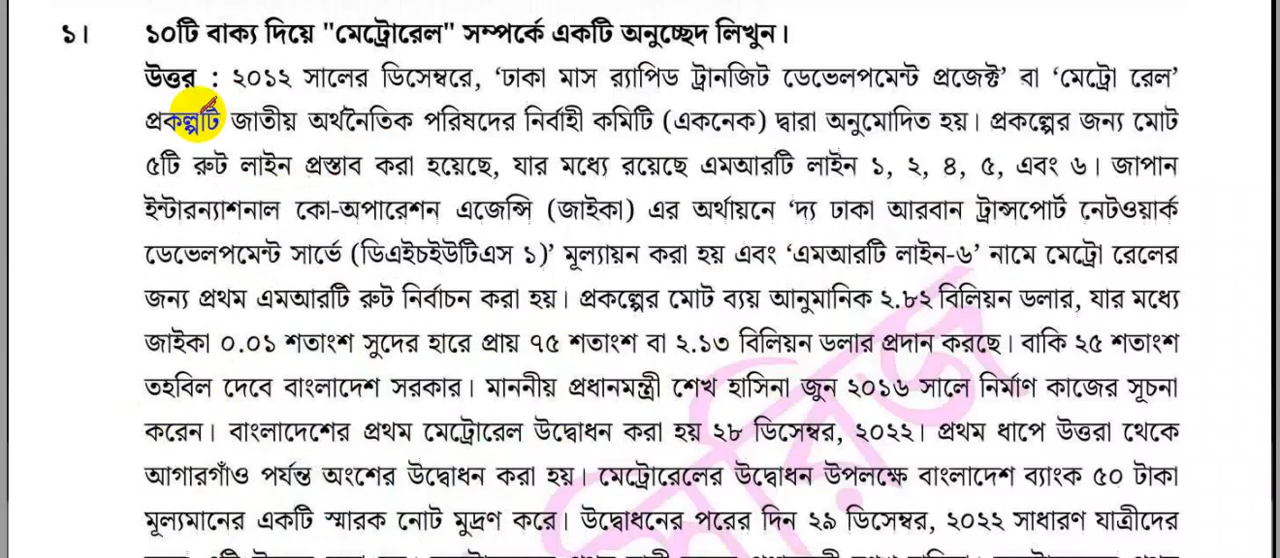 ১। ১০টি বাক্য দিয়ে "মেট্রোরেল" সম্পর্কে একটি অনুচ্ছেদ লিখুন।
উত্তর : ২০১২ সালের ডিসেম্বরে, ‘ঢাকা মাস র‍্যাপিড ট্রানজিট ডেভেলপমেন্ট প্রজেক্ট’ বা ‘মেট্রো রেল’
প্রকল্পটি জাতীয় অর্থনৈতিক পরিষদের নির্বাহী কমিটি (একনেক) দ্বারা অনুমোদিত হয়। প্রকল্পের জন্য মোট
৫টি রুট লাইন প্রস্তাব করা হয়েছে, যার মধ্যে রয়েছে এমআরটি লাইন ১, ২, ৪, ৫, এবং ৬। জাপান
ইন্টারন্যাশনাল কো-অপারেশন এজেন্সি (জাইকা) এর অর্থায়নে ‘দ্য ঢাকা আরবান ট্রান্সপোর্ট নেটওয়ার্ক
ডেভেলপমেন্ট সার্ভে (ডিএইচইউটিএস ১)’ মূল্যায়ন করা হয় এবং ‘এমআরটি লাইন-৬’ নামে মেট্রো রেলের
জন্য প্রথম এমআরটি রুট নির্বাচন করা হয়। প্রকল্পের মোট ব্যয় আনুমানিক ২.৮২ বিলিয়ন ডলার, যার মধ্যে
জাইকা ০.০১ শতাংশ সুদের হারে প্রায় ৭৫ শতাংশ বা ২.১৩ বিলিয়ন ডলার প্রদান করছে। বাকি ২৫ শতাংশ
তহবিল দেবে বাংলাদেশ সরকার। মাননীয় প্রধানমন্ত্রী শেখ হাসিনা জুন ২০১৬ সালে নির্মাণ কাজের সূচনা
করেন। বাংলাদেশের প্রথম মেট্রোরেল উদ্বোধন করা হয় ২৮ ডিসেম্বর, ২০২২। প্রথম ধাপে উত্তরা থেকে
আগারগাঁও পর্যন্ত অংশের উদ্বোধন করা হয়। মেট্রোরেলের উদ্বোধন উপলক্ষে বাংলাদেশ ব্যাংক ৫০ টাকা
মূল্যমানের একটি স্মারক নোট মুদ্রণ করে। উদ্বোধনের পরের দিন ২৯ ডিসেম্বর, ২০২২ সাধারণ যাত্রীদের